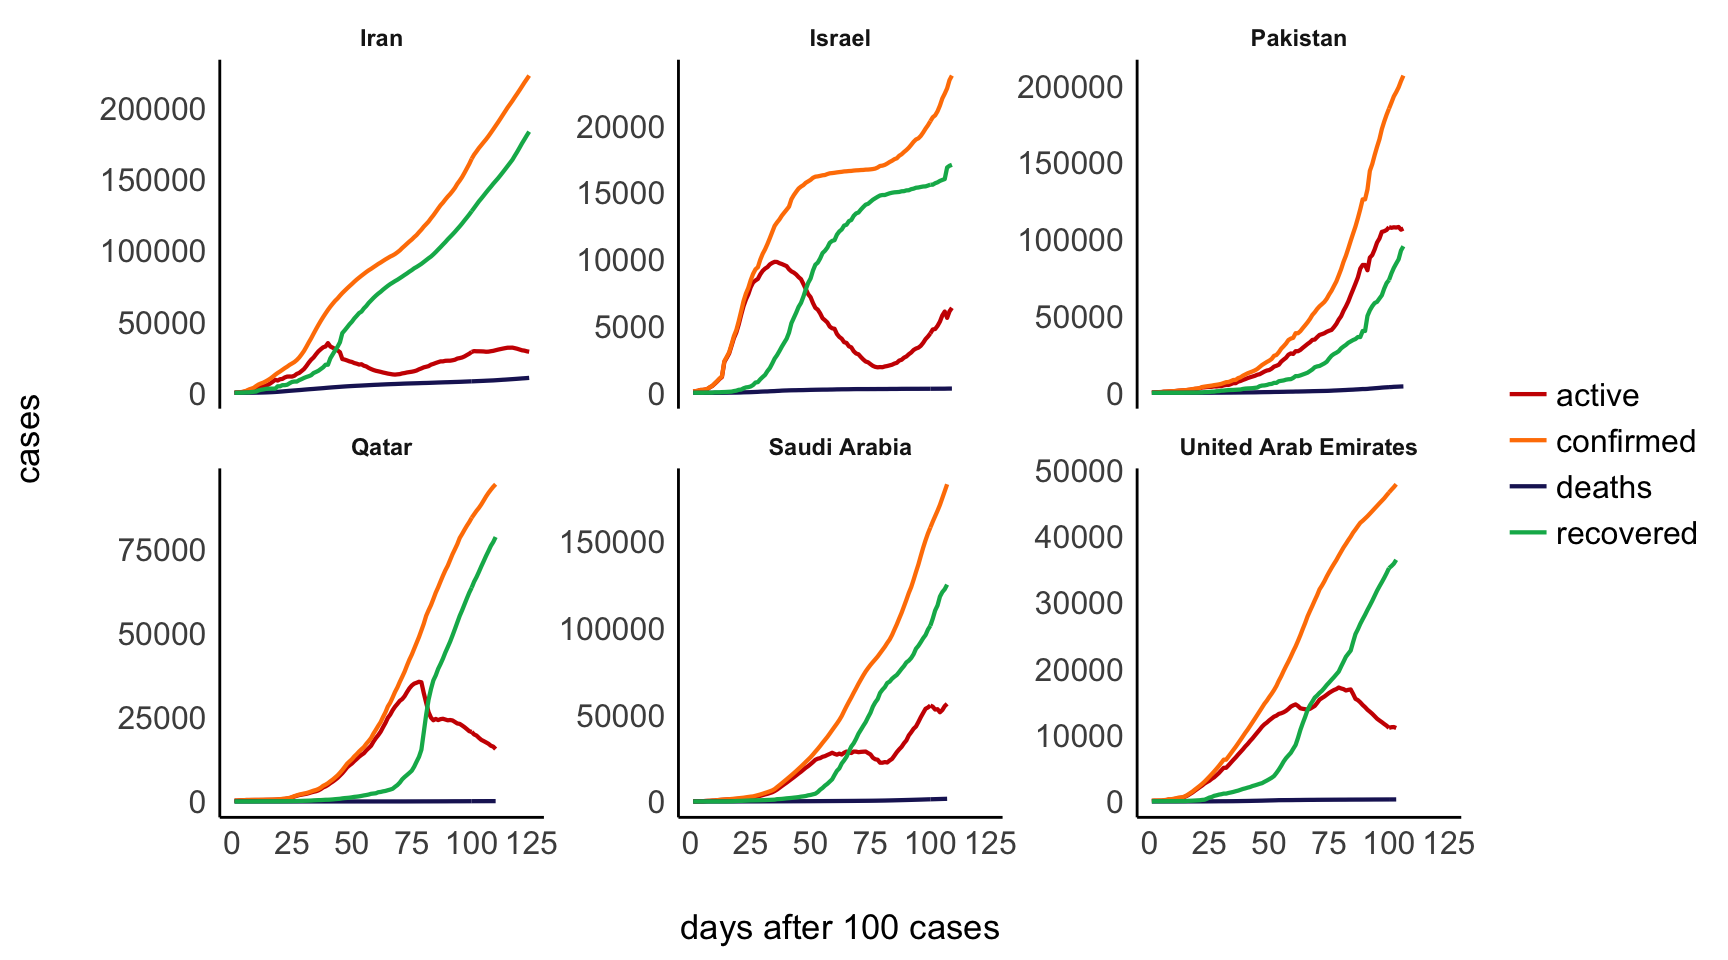 Iran
Israel
Pakistan
200000
150000
100000
50000
0
20000
15000
10000
5000
0
200000
150000
100000
50000
0
Qatar
Saudi Arabia
United Arab Emirates
75000
50000
25000
0
150000
100000
50000
0
50000
40000
30000
20000
10000
0
0 25 50 75 100 125
0 25 50 75 100 125
0 25 50 75 100 125
cases
days after 100 cases
active
confirmed
deaths
recovered